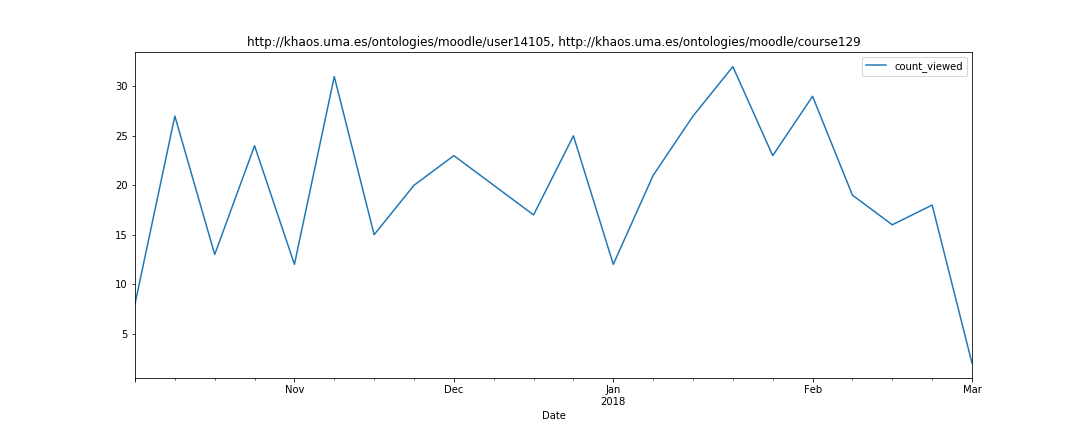 http://khaos.uma.es/ontologies/moodle/user14105, http://khaos.uma.es/ontologies/moodle/course129
count_viewed
30
25
20
15
10
5
Nov
Dec
Jan
2018
Feb
Mar
Date